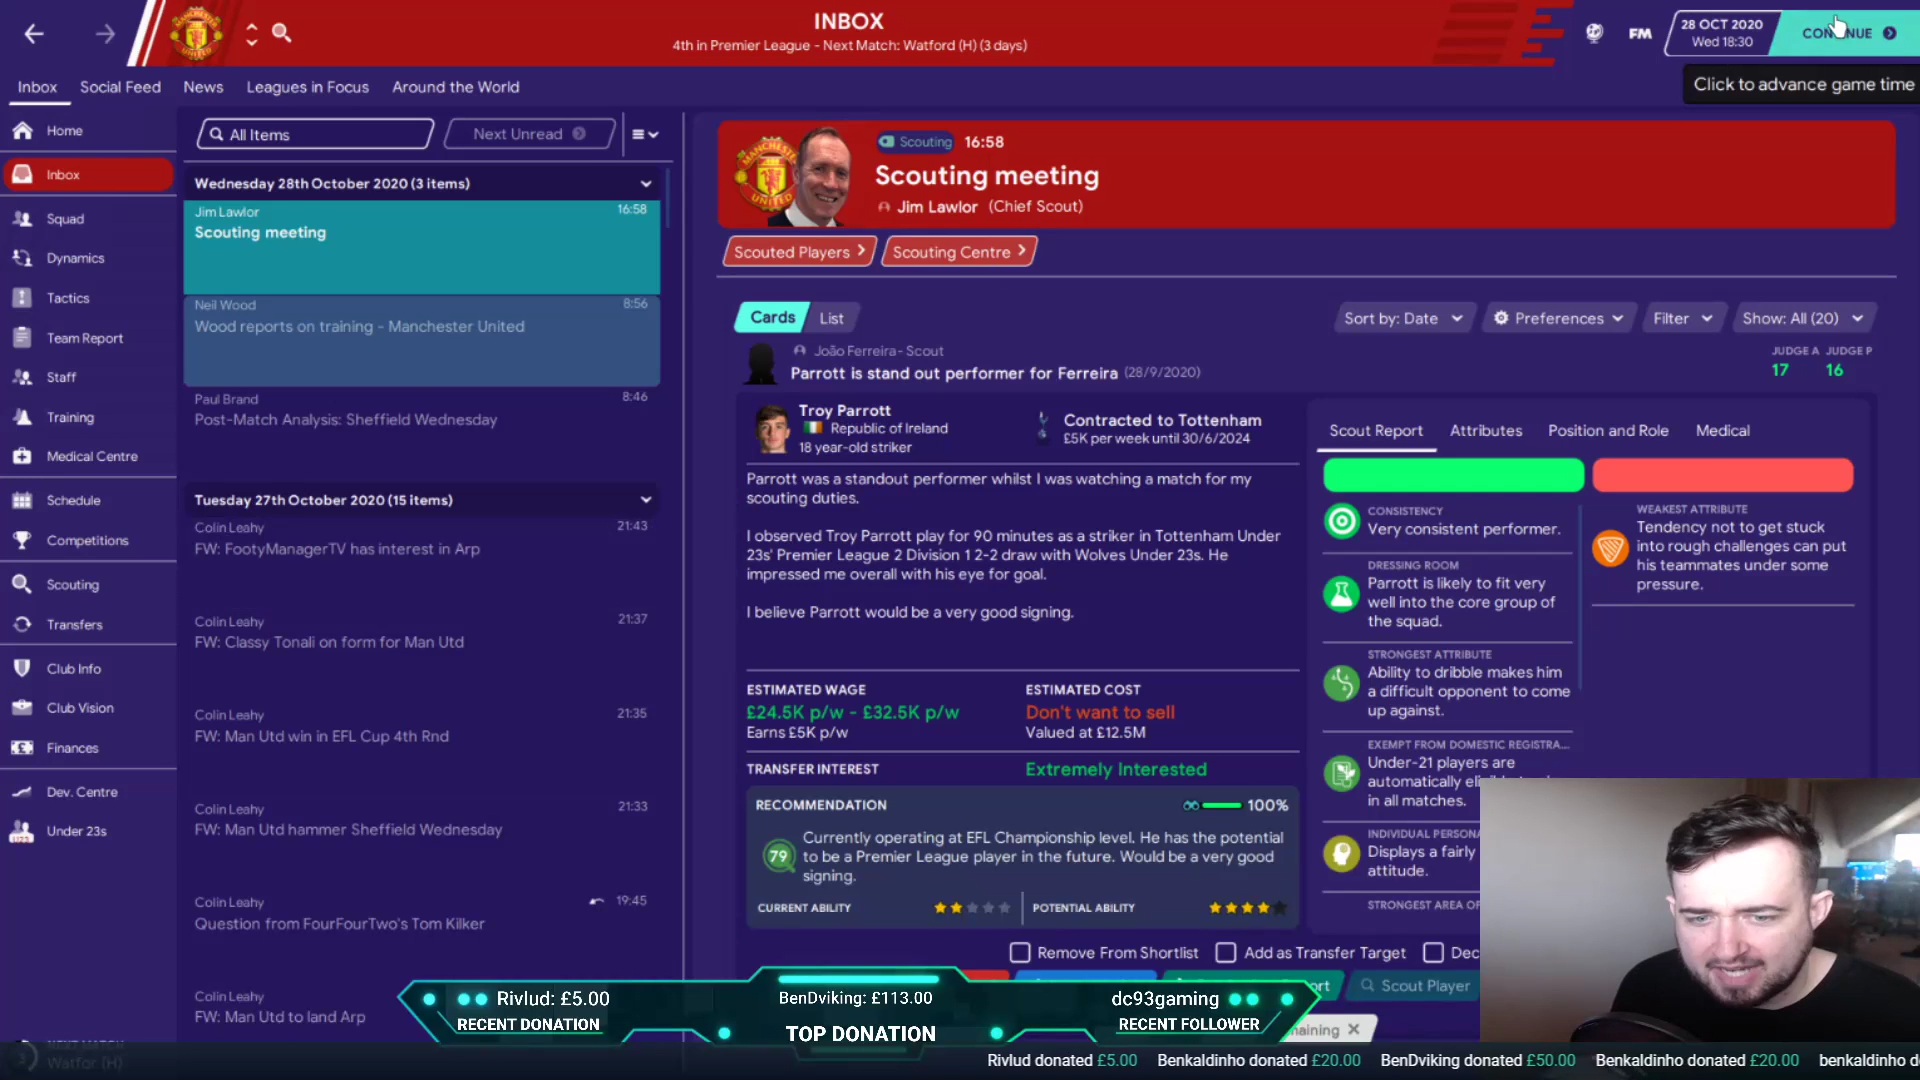 INBOX
4th in Premier League - Next Match: Watford (H) (3 days)
FM
28 OCT 2020
Wed 18:30
CONTINUE
Click to advance game time
Inbox
Social Feed
News
Leagues in Focus
Around the World
Home
Inbox
Squad
Dynamics
Tactics
Team Report
Staff
Training
Medical Centre
Schedule
Competitions
Scouting
Transfers
Club Info
Club Vision
Finances
Dev. Centre
Under 23s
All Items
Next Unread
Wednesday 28th October 2020 (3 items)
Jim Lawlor 16:58
Scouting meeting
Neil Wood 8:56
Wood reports on training - Manchester United
Paul Brand 8:46
Post-Match Analysis: Sheffield Wednesday
Tuesday 27th October 2020 (15 items)
Colin Leahy 21:43
FW: FootyManagerTV has interest in Arp
Colin Leahy 21:37
FW: Classy Tonali on form for Man Utd
Colin Leahy 21:35
FW: Man Utd win in EFL Cup 4th Rnd
Colin Leahy 21:33
FW: Man Utd hammer Sheffield Wednesday
Colin Leahy 19:45
Question from FourFourTwo's Tom Kilker
Colin Leahy
FW: Man Utd to land Arp
Scouting 16:58
Scouting meeting
Jim Lawlor (Chief Scout)
Scouted Players
Scouting Centre
Cards
List
Sort by: Date
Preferences
Filter
Show: All (20)
João Ferreira- Scout
Parrott is stand out performer for Ferreira (28/9/2020)
JUDGE A JUDGE P
17 16
Troy Parrott
Republic of Ireland
18 year-old striker
Contracted to Tottenham
£5K per week until 30/6/2024
Parrott was a standout performer whilst I was watching a match for my
scouting duties.
I observed Troy Parrott play for 90 minutes as a striker in Tottenham Under
23s' Premier League 2 Division 1 2-2 draw with Wolves Under 23s. He
impressed me overall with his eye for goal.
I believe Parrott would be a very good signing.
ESTIMATED WAGE
£24.5K p/w - £32.5K p/w
Earns £5K p/w
ESTIMATED COST
Don't want to sell
Valued at £12.5M
TRANSFER INTEREST
Extremely Interested
RECOMMENDATION 100%
79
Currently operating at EFL Championship level. He has the potential
to be a Premier League player in the future. Would be a very good
signing.
CURRENT ABILITY
POTENTIAL ABILITY
Scout Report
Attributes
Position and Role
Medical
CONSISTENCY
Very consistent performer.
DRESSING ROOM
Parrott is likely to fit very
well into the core group of
the squad.
STRONGEST ATTRIBUTE
Ability to dribble makes him
a difficult opponent to come
up against.
EXEMPT FROM DOMESTIC REGISTRA...
Under-21 players are
automatically
in all matches.
INDIVIDUAL
Displays a fairly
attitude.
STRONGEST AREA OF
WEAKEST ATTRIBUTE
Tendency not to get stuck
into rough challenges can put
his teammates under some
pressure.
Remove From Shortlist
Add as Transfer Target
Scout Player
Rivlud: £5.00
RECENT DONATION
BenDviking: £113.00
TOP DONATION
dc93gaming
RECENT FOLLOWER
Rivlud donated £5.00 Benkaldinho donated £20.00 BenDviking donated £50.00 Benkaldinho donated £20.00 benkaldinho